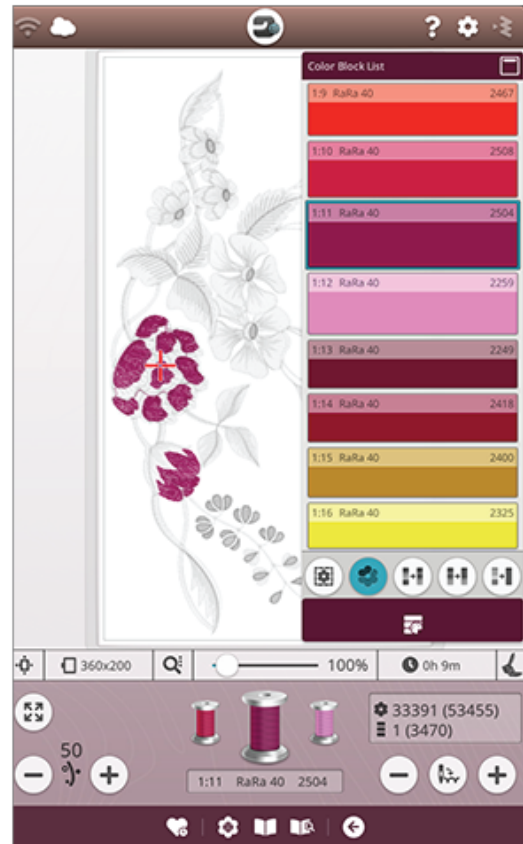 ?
Color Block List
1:9 RaRa 40 2467
1:10 RaRa 40 2508
1:11 RaRa 40 2504
1:12 RaRa 40 2259
1:13 RaRa 40 2249
1:14 RaRa 40 2418
1:15 RaRa 40 2400
1:16 RaRa 40 2325
360x200 100% 0h 9m
33391 (53455)
1 (3470)
50
1:11 RaRa 40 2504